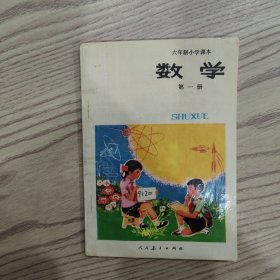 六年制小学课本
数学
第一册
SHUXUE
9+2=
人民教育出版社